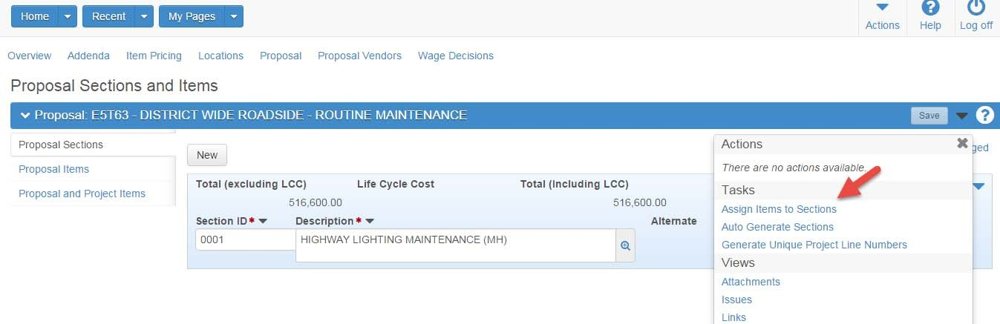 Home Recent My Pages Actions Help Log off
Overview Addenda Item Pricing Locations Proposal Proposal Vendors Wage Decisions
Proposal Sections and Items
Proposal: E5T63 - DISTRICT WIDE ROADSIDE - ROUTINE MAINTENANCE Save ?
Proposal Sections
Proposal Items
Proposal and Project Items
New
Total (excluding LCC) Life Cycle Cost Total (Including LCC)
516,600.00 516,600.00
Section ID* Description* Alternate
0001 HIGHWAY LIGHTING MAINTENANCE (MH)
Actions
There are no actions available.
Tasks
Assign Items to Sections
Auto Generate Sections
Generate Unique Project Line Numbers
Views
Attachments
Issues
Links